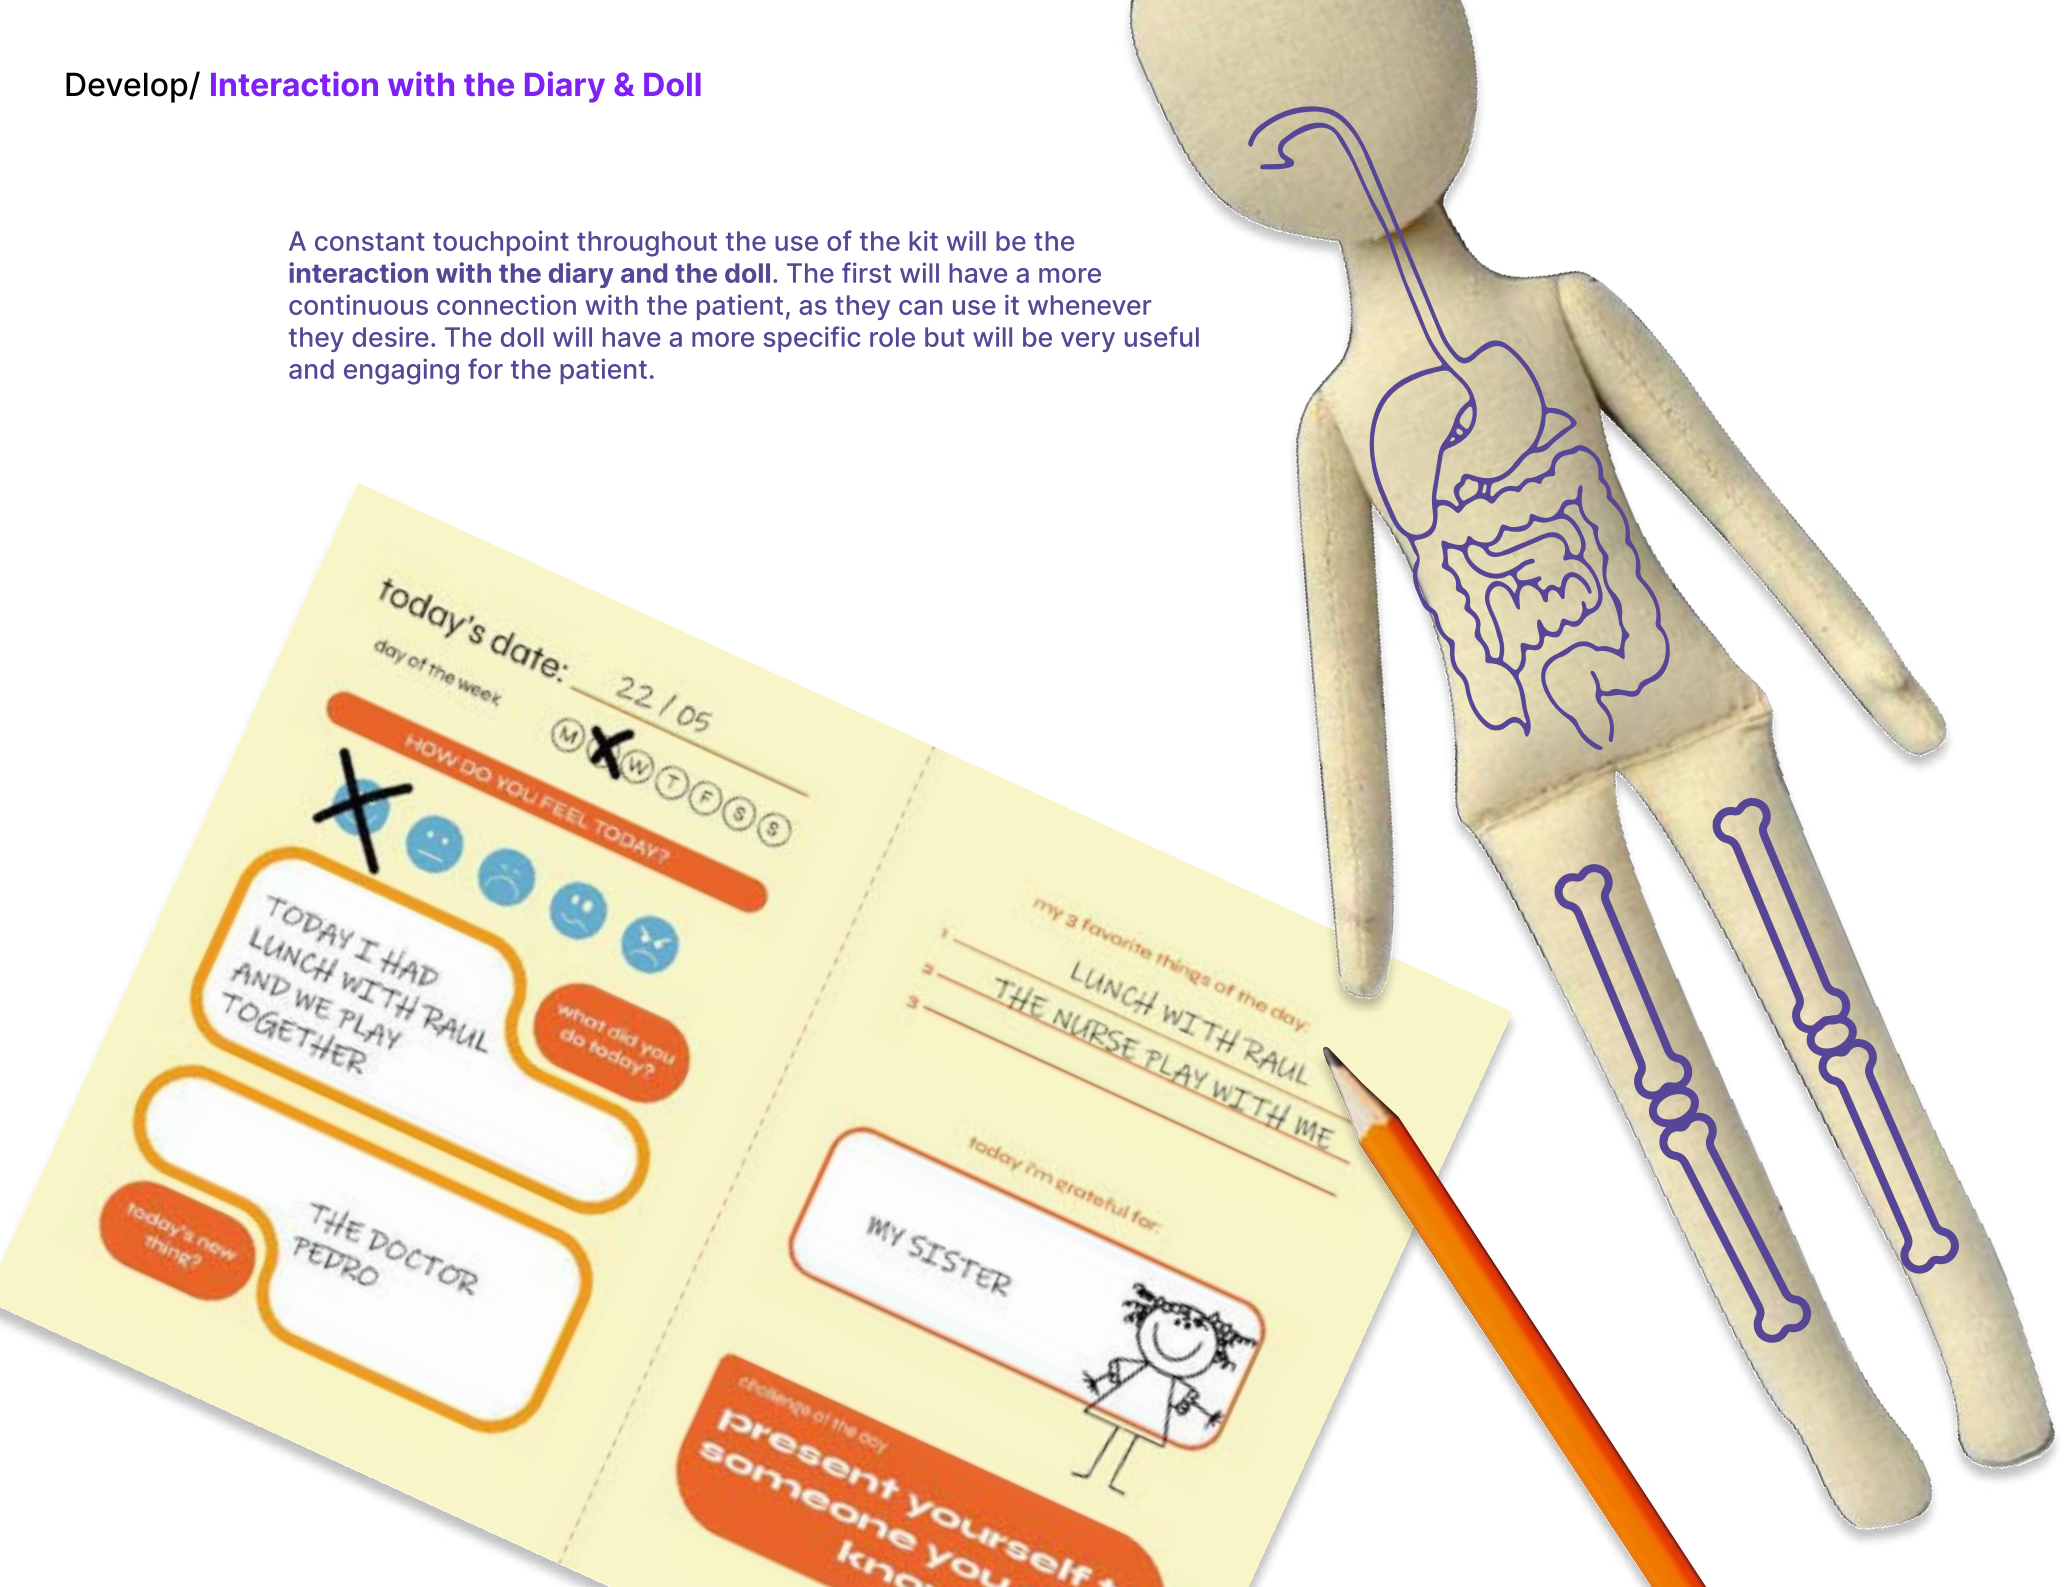 Develop/ Interaction with the Diary & Doll
A constant touchpoint throughout the use of the kit will be the
interaction with the diary and the doll. The first will have a more
continuous connection with the patient, as they can use it whenever
they desire. The doll will have a more specific role but will be very useful
and engaging for the patient.
today's date: 22 / 05
day of the week
M W T F S S
HOW DO YOU FEEL TODAY?
TODAY I HAD
LUNCH WITH RAUL
AND WE PLAY
TOGETHER
what did you
do today?
today's new
thing?
THE DOCTOR
PEDRO
my 3 favorite things of the day:
1 LUNCH WITH RAUL
2 THE NURSE PLAY WITH ME
3
today i'm grateful for:
MY SISTER
challenge of the day
present yourself
someone you